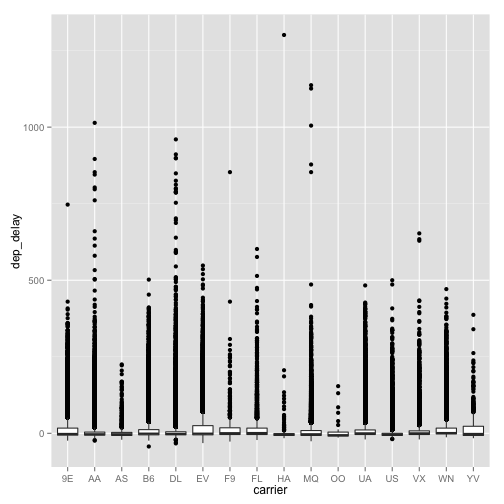 dep_delay
1000
500
0
9E AA AS B6 DL EV F9 FL HA MQ OO UA US VX WN YV
carrier